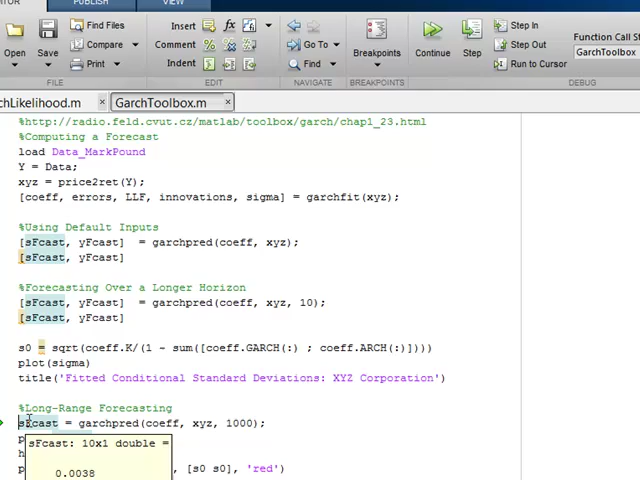 PUBLISH VIEW
Find Files
Insert fx
Step In
Function Call St
Compare
Comment %
Go To
Step Out
GarchToolbox
Open Save
Print
Indent
Find
Breakpoints
Continue Step
Run to Cursor
FILE EDIT NAVIGATE BREAKPOINTS DEBUG
chLikelihood.m × GarchToolbox.m ×
%http://radio.feld.cvut.cz/matlab/toolbox/garch/chap1_23.html
%Computing a Forecast
load Data_MarkPound
Y = Data;
xyz = price2ret(Y);
[coeff, errors, LLF, innovations, sigma] = garchfit(xyz);
%Using Default Inputs
[sFcast, yFcast]  = garchpred(coeff, xyz);
[sFcast, yFcast]
%Forecasting Over a Longer Horizon
[sFcast, yFcast]  = garchpred(coeff, xyz, 10);
[sFcast, yFcast]
s0 = sqrt(coeff.K/(1 - sum([coeff.GARCH(:) ; coeff.ARCH(:)])))
plot(sigma)
title('Fitted Conditional Standard Deviations: XYZ Corporation')
%Long-Range Forecasting
sFcast = garchpred(coeff, xyz, 1000);
p
sFcast: 10x1 double =
h
p , [s0 s0], 'red')
0.0038